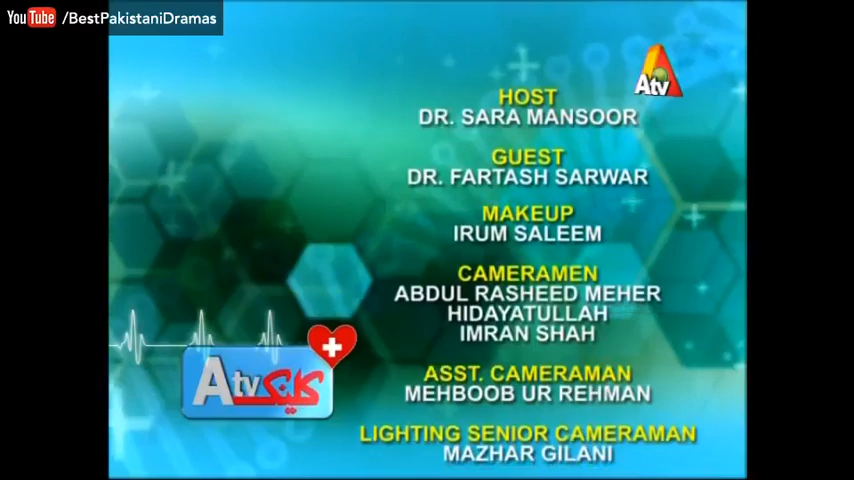 YouTube /BestPakistaniDramas
Atv
HOST
DR. SARA MANSOOR
GUEST
DR. FARTASH SARWAR
MAKEUP
IRUM SALEEM
CAMERAMEN
ABDUL RASHEED MEHER
HIDAYATULLAH
IMRAN SHAH
ASST. CAMERAMAN
MEHBOOB UR REHMAN
LIGHTING SENIOR CAMERAMAN
MAZHAR GILANI
Atv کلینک